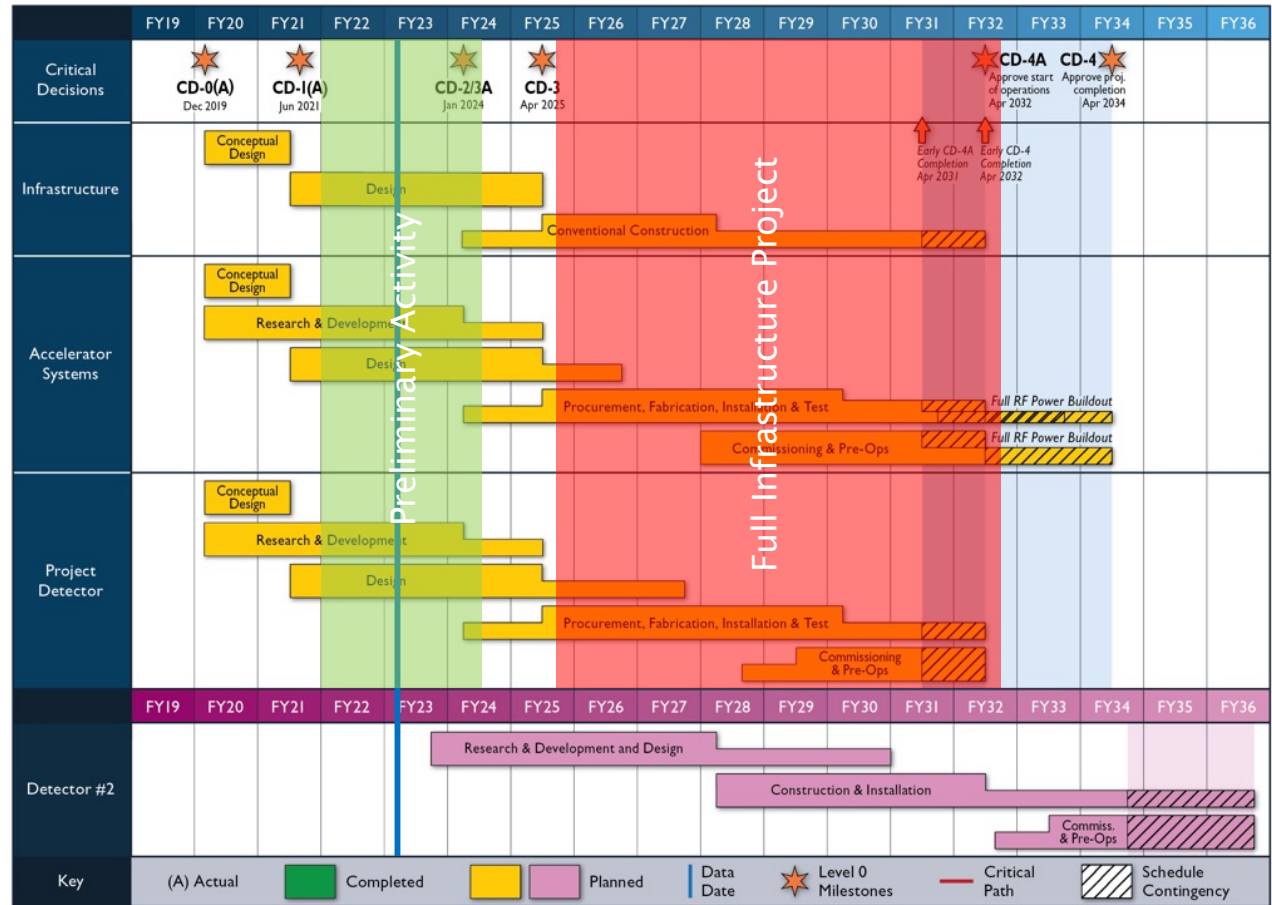 FY19 FY20 FY21 FY22 FY23 FY24 FY25 FY26 FY27 FY28 FY29 FY30 FY31 FY32 FY33 FY34 FY35 FY36
Critical
Decisions
CD-0(A)
Dec 2019
CD-1(A)
Jun 2021
CD-2/3A
Jan 2024
CD-3
Apr 2025
CD-4A
Approve start
of operations
Apr 2032
CD-4
Approve proj.
completion
Apr 2034
Infrastructure
Conceptual
Design
Design
Conventional Construction
Early CD-4A
Completion
Apr 2031
Early CD-4
Completion
Apr 2032
Accelerator
Systems
Conceptual
Design
Research & Development
Design
Procurement, Fabrication, Installation & Test
Full RF Power Buildout
Commissioning & Pre-Ops
Full RF Power Buildout
Project
Detector
Conceptual
Design
Research & Development
Design
Procurement, Fabrication, Installation & Test
Commissioning
& Pre-Ops
Preliminary Activity
Full Infrastructure Project
FY19 FY20 FY21 FY22 FY23 FY24 FY25 FY26 FY27 FY28 FY29 FY30 FY31 FY32 FY33 FY34 FY35 FY36
Detector #2
Research & Development and Design
Construction & Installation
Commiss.
& Pre-Ops
Key
(A) Actual
Completed
Planned
Data
Date
Level 0
Milestones
Critical
Path
Schedule
Contingency